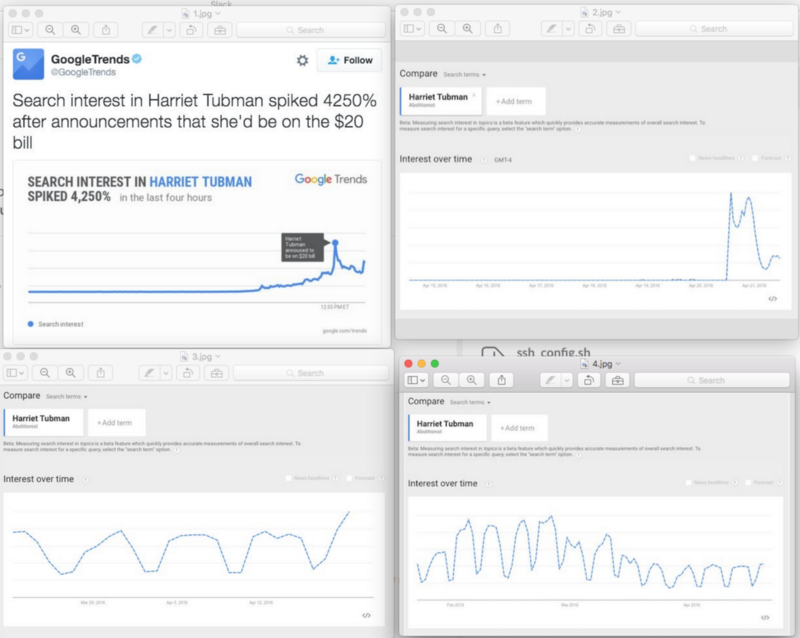 Slack
1.jpg
Search
GoogleTrends
@GoogleTrends
Follow
Search interest in Harriet Tubman spiked 4250%
after announcements that she'd be on the $20
bill
SEARCH INTEREST IN HARRIET TUBMAN
SPIKED 4,250% in the last four hours
Google Trends
Harriet
Tubman
announced to
be on $20 bill
12:53 PM ET
Search interest
google.com/trends
2.jpg
Search
Compare Search terms
Harriet Tubman
Abolitionist
+Add term
Beta: Measuring search interest in topics is a beta feature which quickly provides accurate measurements of overall search interest. To
measure search interest for a specific query, select the "search term" option.
Interest over time GMT-4
News headlines Forecast
Apr 15, 2016 Apr 16, 2016 Apr 17, 2016 Apr 18, 2016 Apr 19, 2016 Apr 20, 2016 Apr 21, 2016
</>
3.jpg
Search
Compare Search terms
Harriet Tubman
Abolitionist
+Add term
Beta: Measuring search interest in topics is a beta feature which quickly provides accurate measurements of overall search interest. To
measure search interest for a specific query, select the "search term" option.
Interest over time
News headlines Forecast
Mar 29, 2016 Apr 5, 2016 Apr 12, 2016
</>
ssh_config.sh
4.jpg
Search
Compare Search terms
Harriet Tubman
Abolitionist
+Add term
Beta: Measuring search interest in topics is a beta feature which quickly provides accurate measurements of overall search interest. To
measure search interest for a specific query, select the "search term" option.
Interest over time
News headlines Forecast
Feb 2016 Mar 2016 Apr 2016
</>